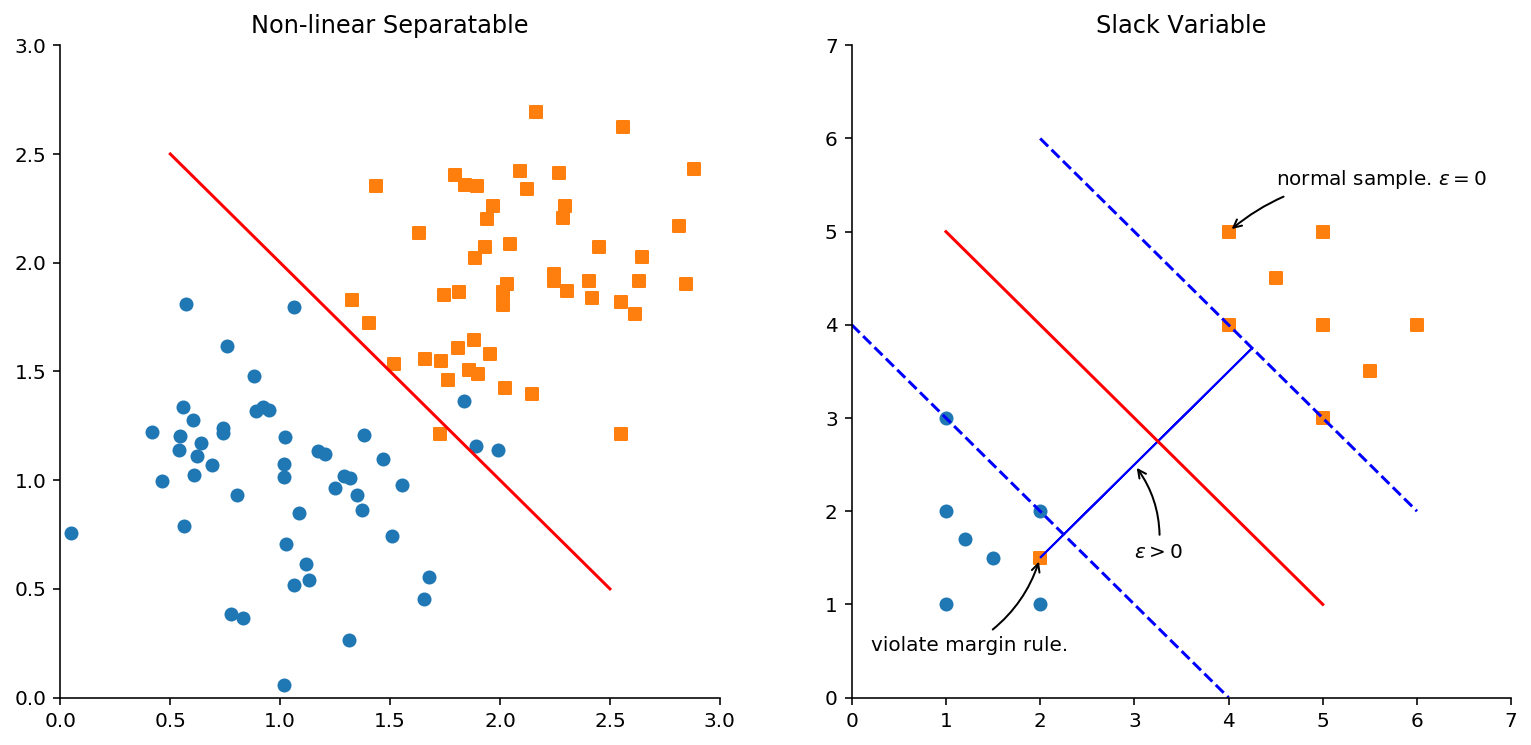 Non-linear Separatable
3.0
2.5
2.0
1.5
1.0
0.5
0.0
0.0 0.5 1.0 1.5 2.0 2.5 3.0
Slack Variable
7
6
5
4
3
2
1
0
normal sample. ε = 0
ε > 0
violate margin rule.
0 1 2 3 4 5 6 7